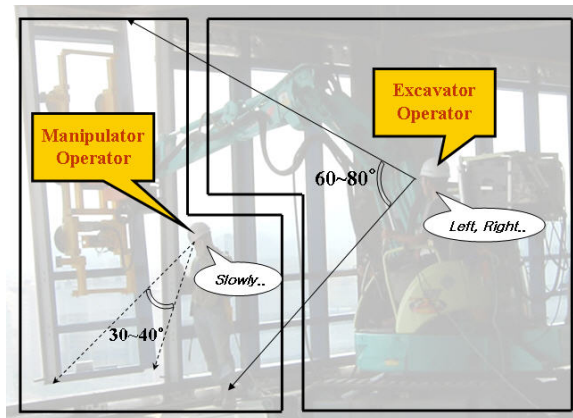 Excavator
Operator
Manipulator
Operator
60~80°
Left, Right..
Slowly..
30~40°